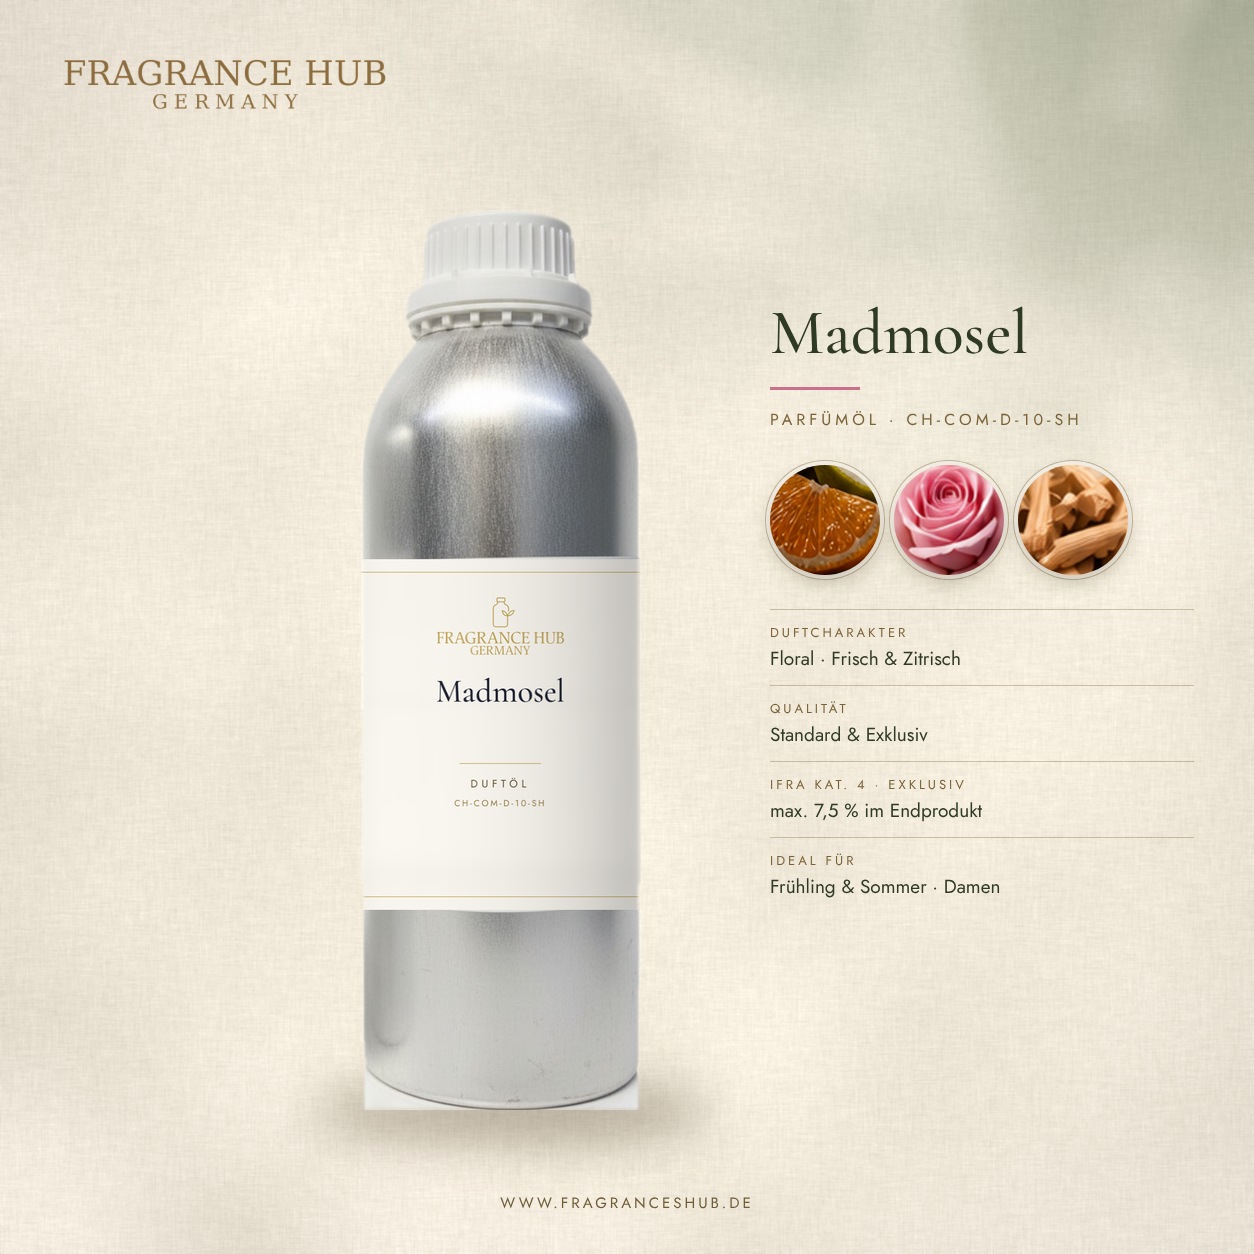 FRAGRANCE HUB
GERMANY
Madmosel
PARFÜMÖL · CH-COM-D-10-SH
DUFTCHARAKTER
Floral · Frisch & Zitrisch
QUALITÄT
Standard & Exklusiv
IFRA KAT. 4 · EXKLUSIV
max. 7,5 % im Endprodukt
IDEAL FÜR
Frühling & Sommer · Damen
FRAGRANCE HUB
GERMANY
Madmosel
DUFTÖL
CH-COM-D-10-SH
WWW.FRAGRANCESHUB.DE